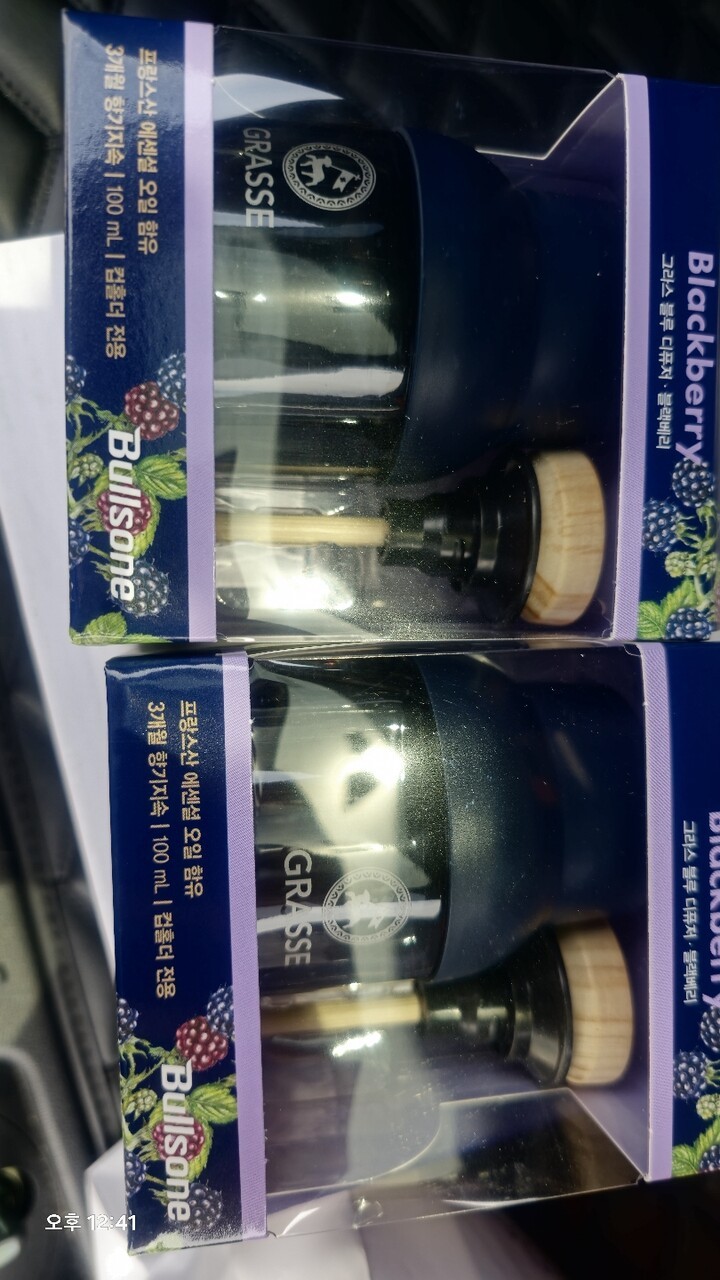 Blackberry
그라스 블루 디퓨저 · 블랙베리
GRASSE
프랑스산 에센셜 오일 함유
3개월 향기지속 | 100 mL | 컵홀더 전용
Bullsone
Blackberry
그라스 블루 디퓨저 · 블랙베리
GRASSE
프랑스산 에센셜 오일 함유
3개월 향기지속 | 100 mL | 컵홀더 전용
Bullsone
오후 12:41